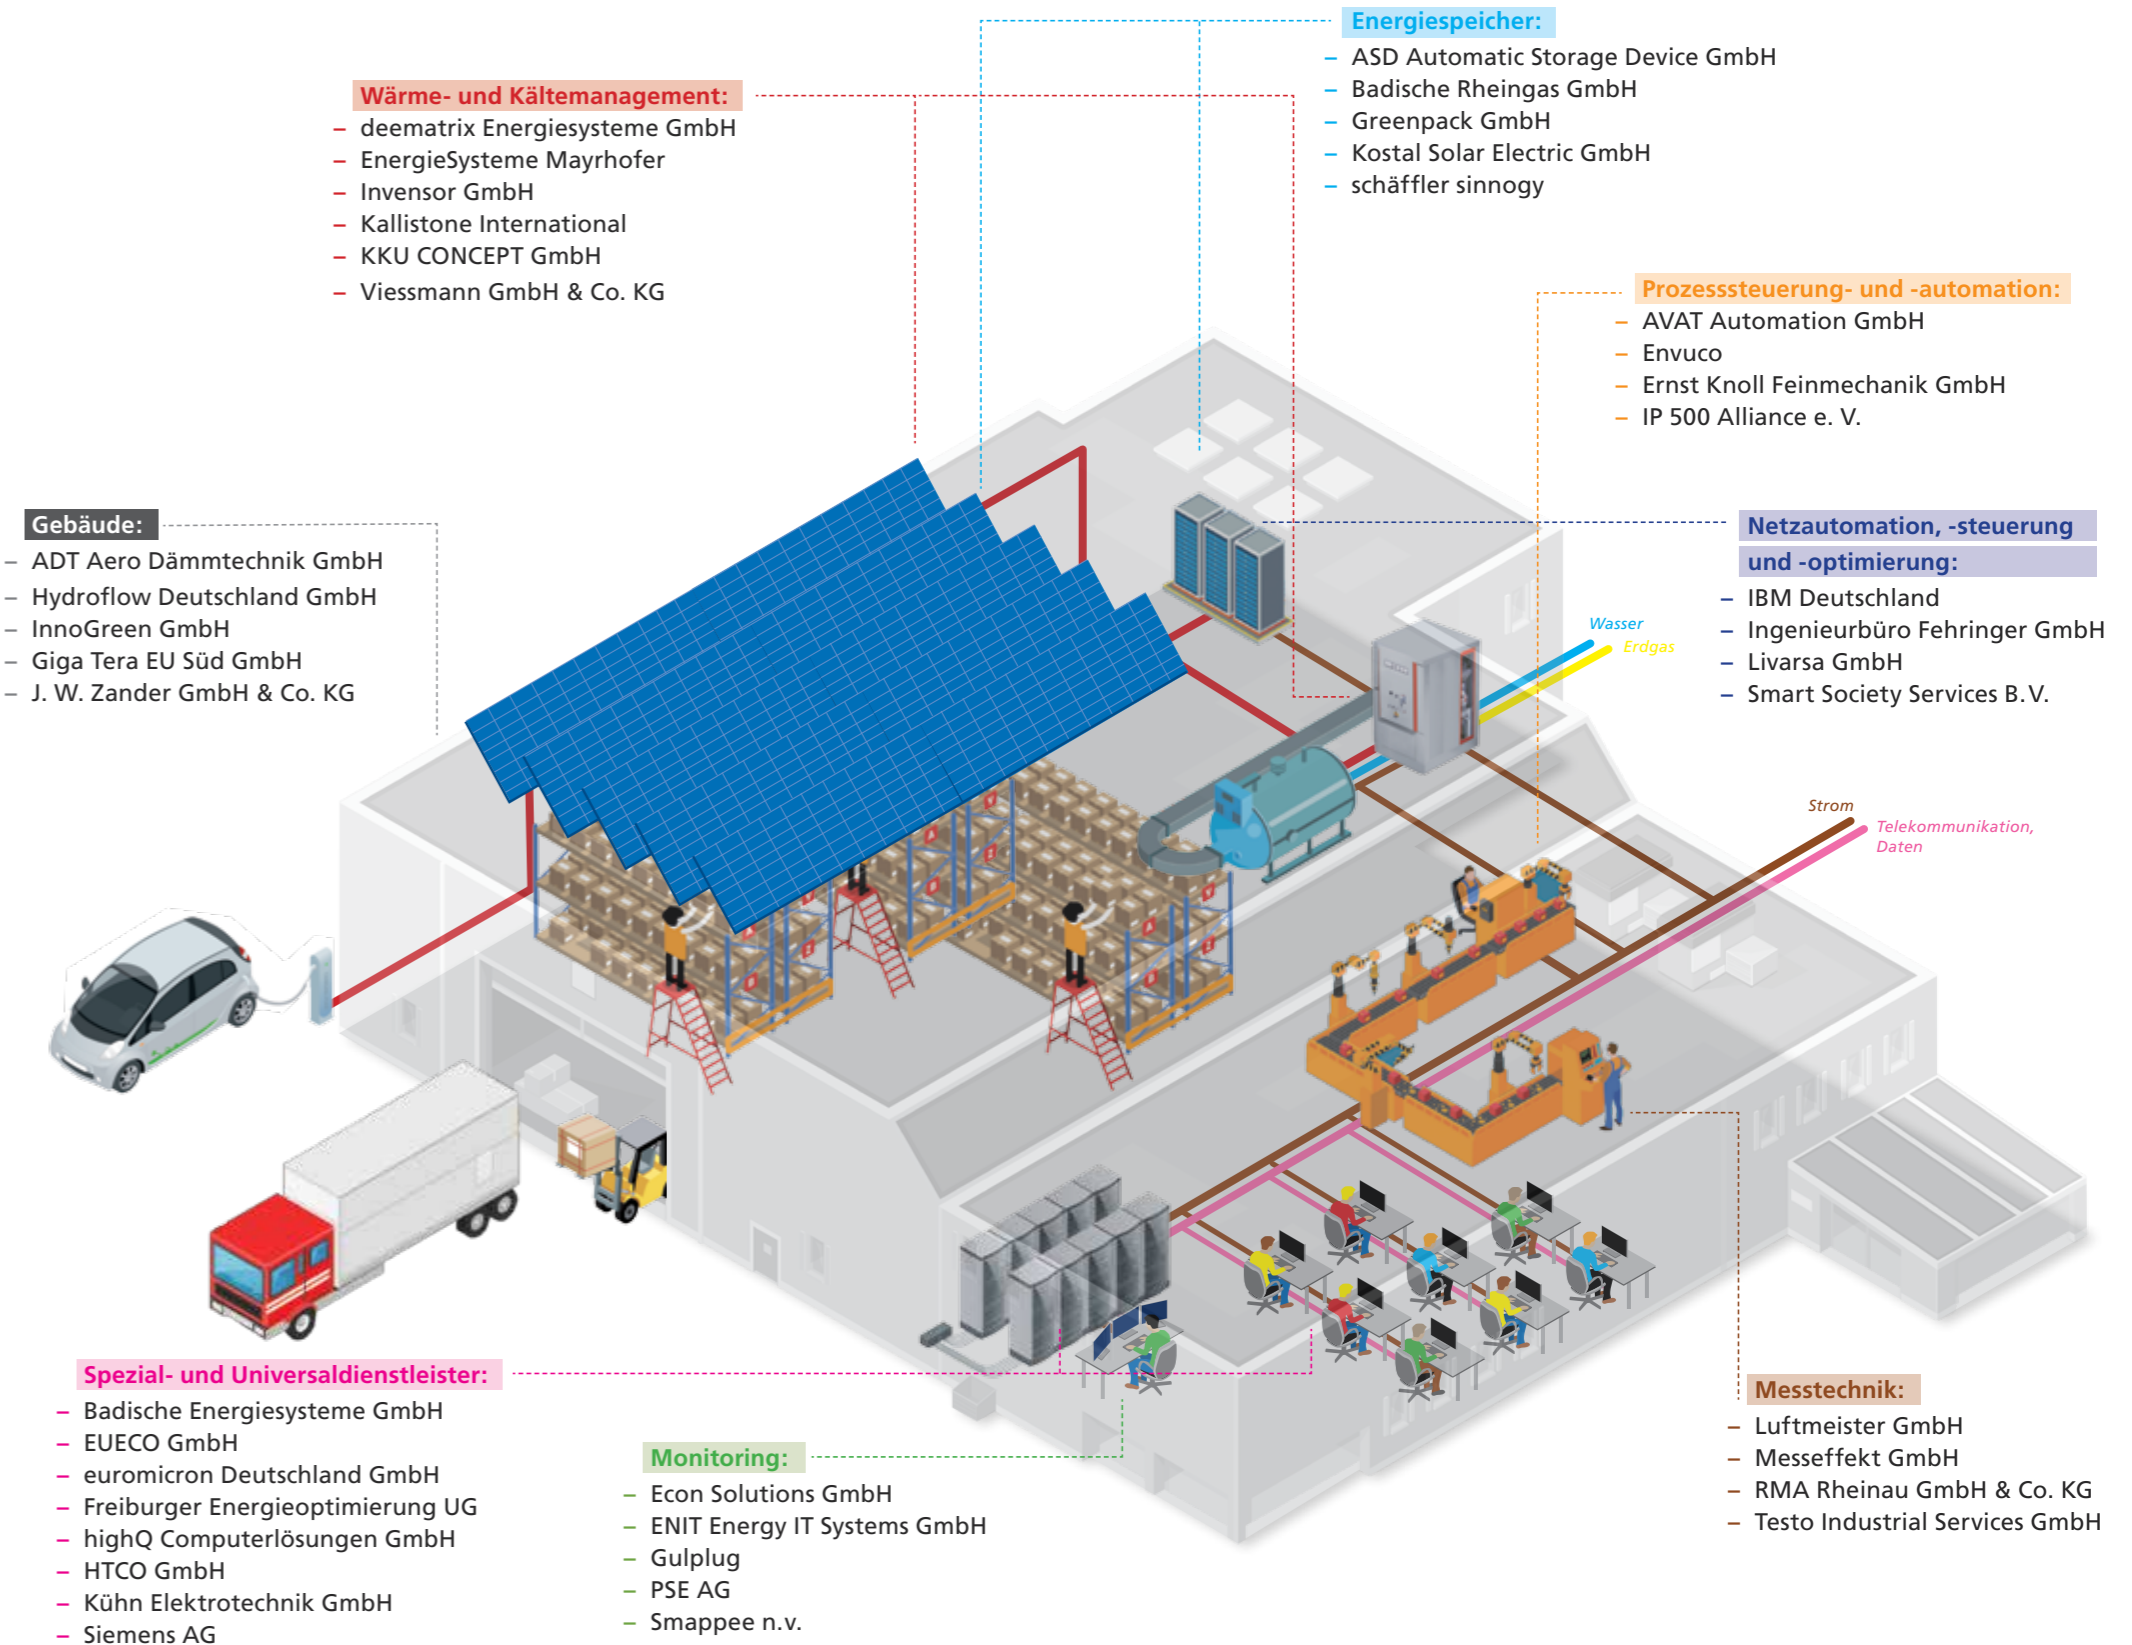 Energiespeicher:
– ASD Automatic Storage Device GmbH
– Badische Rheingas GmbH
– Greenpack GmbH
– Kostal Solar Electric GmbH
– schäffler sinnogy
Wärme- und Kältemanagement:
– deematrix Energiesysteme GmbH
– EnergieSysteme Mayrhofer
– Invensor GmbH
– Kallistone International
– KKU CONCEPT GmbH
– Viessmann GmbH & Co. KG
Prozesssteuerung- und -automation:
– AVAT Automation GmbH
– Envuco
– Ernst Knoll Feinmechanik GmbH
– IP 500 Alliance e. V.
Gebäude:
– ADT Aero Dämmtechnik GmbH
– Hydroflow Deutschland GmbH
– InnoGreen GmbH
– Giga Tera EU Süd GmbH
– J. W. Zander GmbH & Co. KG
Netzautomation, -steuerung
und -optimierung:
– IBM Deutschland
– Ingenieurbüro Fehringer GmbH
– Livarsa GmbH
– Smart Society Services B.V.
Wasser
Erdgas
Strom
Telekommunikation,
Daten
Spezial- und Universaldienstleister:
– Badische Energiesysteme GmbH
– EUECO GmbH
– euromicron Deutschland GmbH
– Freiburger Energieoptimierung UG
– highQ Computerlösungen GmbH
– HTCO GmbH
– Kühn Elektrotechnik GmbH
– Siemens AG
Monitoring:
– Econ Solutions GmbH
– ENIT Energy IT Systems GmbH
– Gulplug
– PSE AG
– Smappee n.v.
Messtechnik:
– Luftmeister GmbH
– Messeffekt GmbH
– RMA Rheinau GmbH & Co. KG
– Testo Industrial Services GmbH